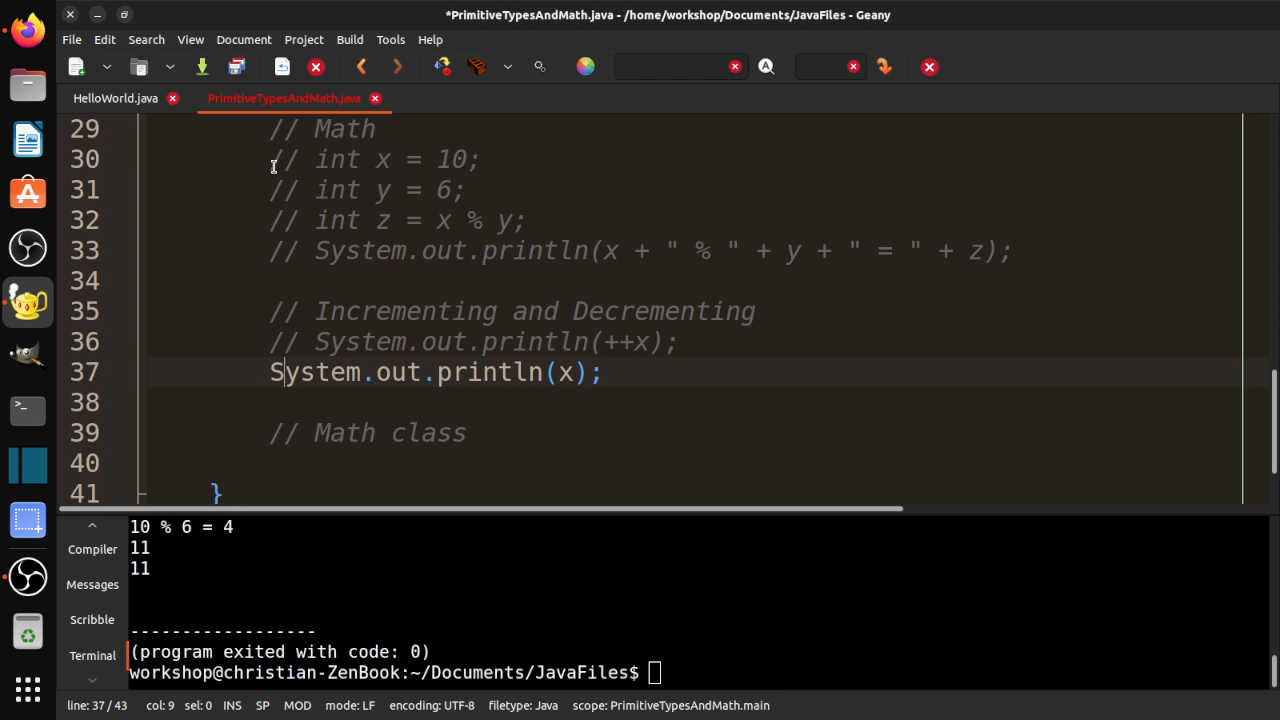 *PrimitiveTypesAndMath.java - /home/workshop/Documents/JavaFiles - Geany
File Edit Search View Document Project Build Tools Help
HelloWorld.java PrimitiveTypesAndMath.java
29 // Math
30 // int x = 10;
31 // int y = 6;
32 // int z = x % y;
33 // System.out.println(x + " % " + y + " = " + z);
34
35 // Incrementing and Decrementing
36 // System.out.println(++x);
37 System.out.println(x);
38
39 // Math class
40
41 }
Compiler
Messages
Scribble
Terminal
10 % 6 = 4
11
11
------------------
(program exited with code: 0)
workshop@christian-ZenBook:~/Documents/JavaFiles$
line: 37 / 43 col: 9 sel: 0 INS SP MOD mode: LF encoding: UTF-8 filetype: Java scope: PrimitiveTypesAndMath.main